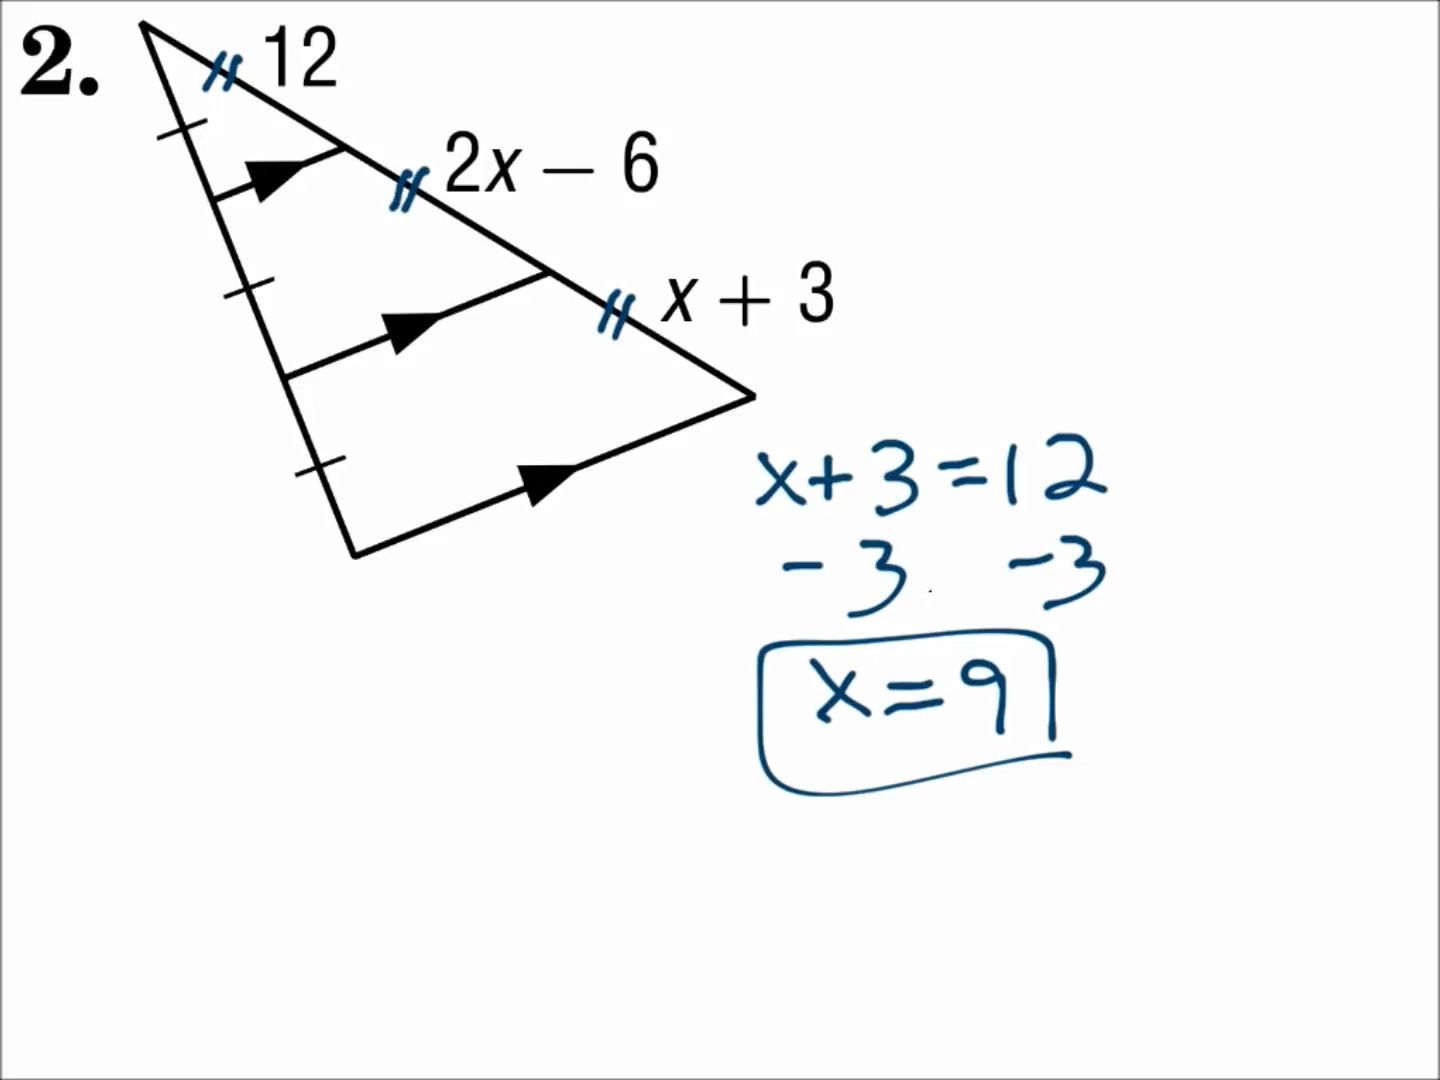 2.
12
2x – 6
x + 3
x+3=12
-3 -3
x=9